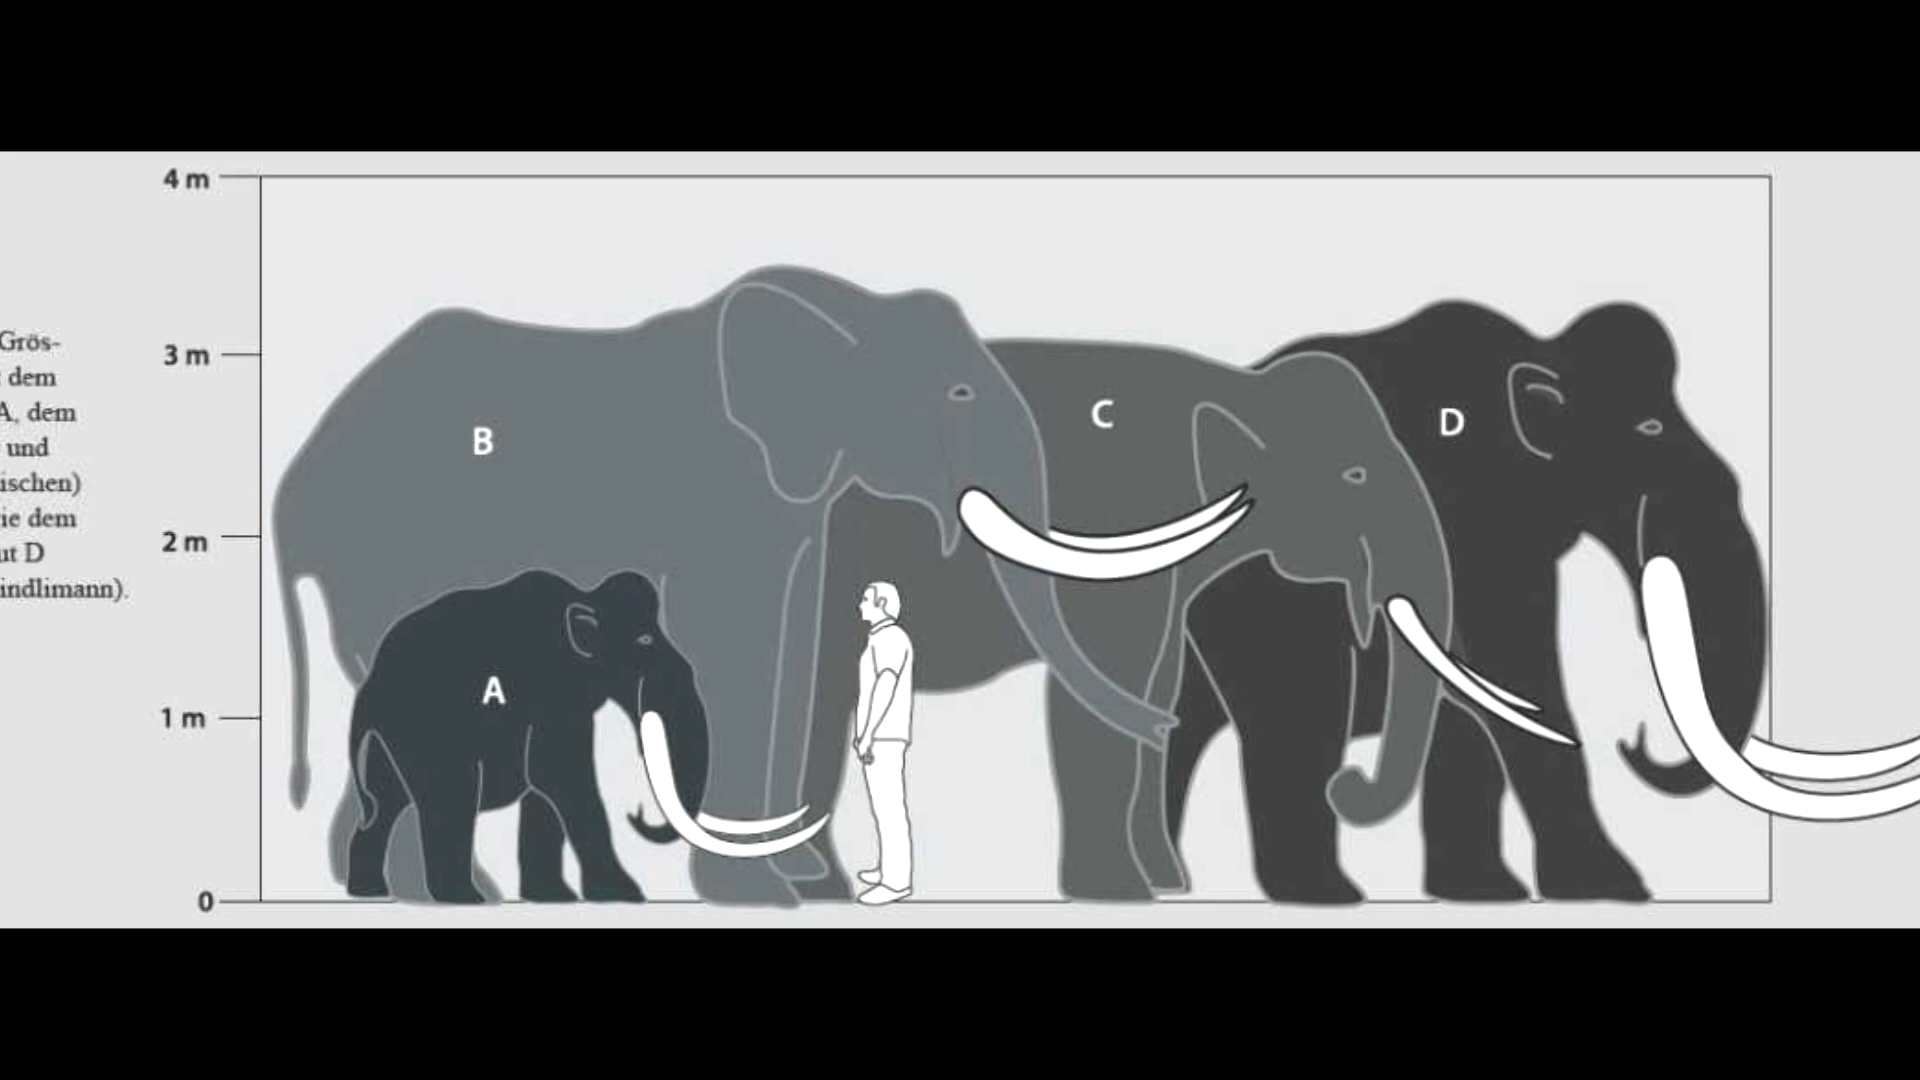 4 m
3 m
2 m
1 m
0
Grös-
dem
A, dem
und
ischen)
ie dem
ut D
indlimann).
B
C
D
A